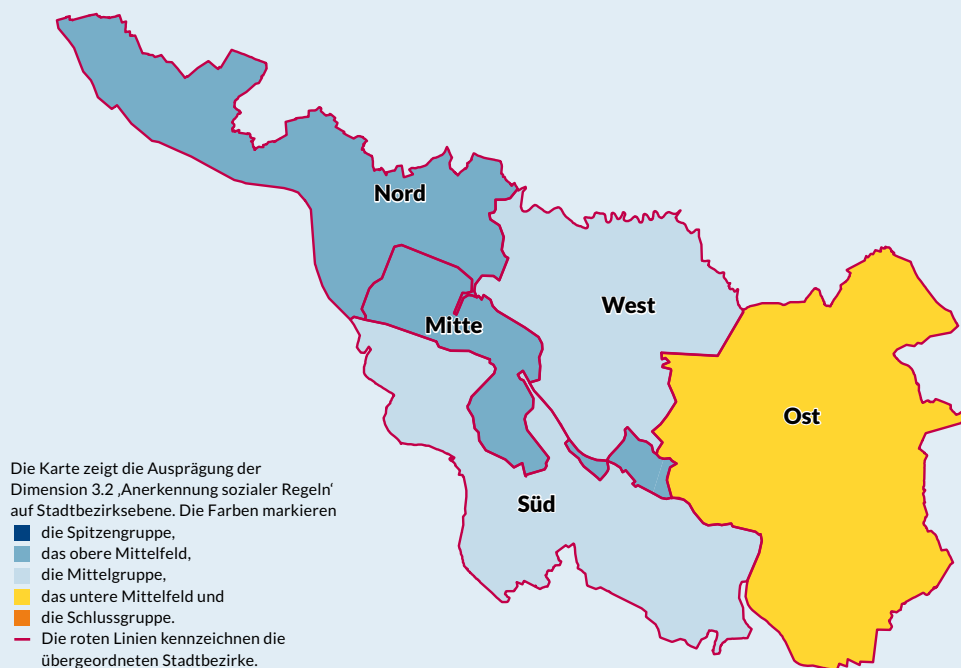 Nord
West
Mitte
Ost
Süd
Die Karte zeigt die Ausprägung der
Dimension 3.2 ‚Anerkennung sozialer Regeln‘
auf Stadtbezirksebene. Die Farben markieren
die Spitzengruppe,
das obere Mittelfeld,
die Mittelgruppe,
das untere Mittelfeld und
die Schlussgruppe.
Die roten Linien kennzeichnen die
übergeordneten Stadtbezirke.